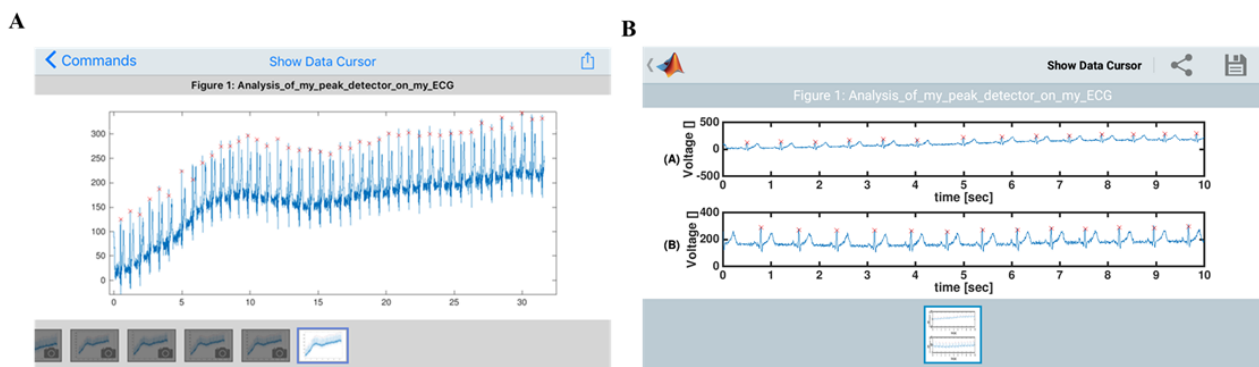 A
Commands
Show Data Cursor
Figure 1: Analysis_of_my_peak_detector_on_my_ECG
300
250
200
150
100
50
0
0 5 10 15 20 25 30
B
Show Data Cursor
Figure 1: Analysis_of_my_peak_detector_on_my_ECG
(A)
Voltage []
500
0
-500
0 1 2 3 4 5 6 7 8 9 10
time [sec]
(B)
Voltage []
400
200
0
0 1 2 3 4 5 6 7 8 9 10
time [sec]